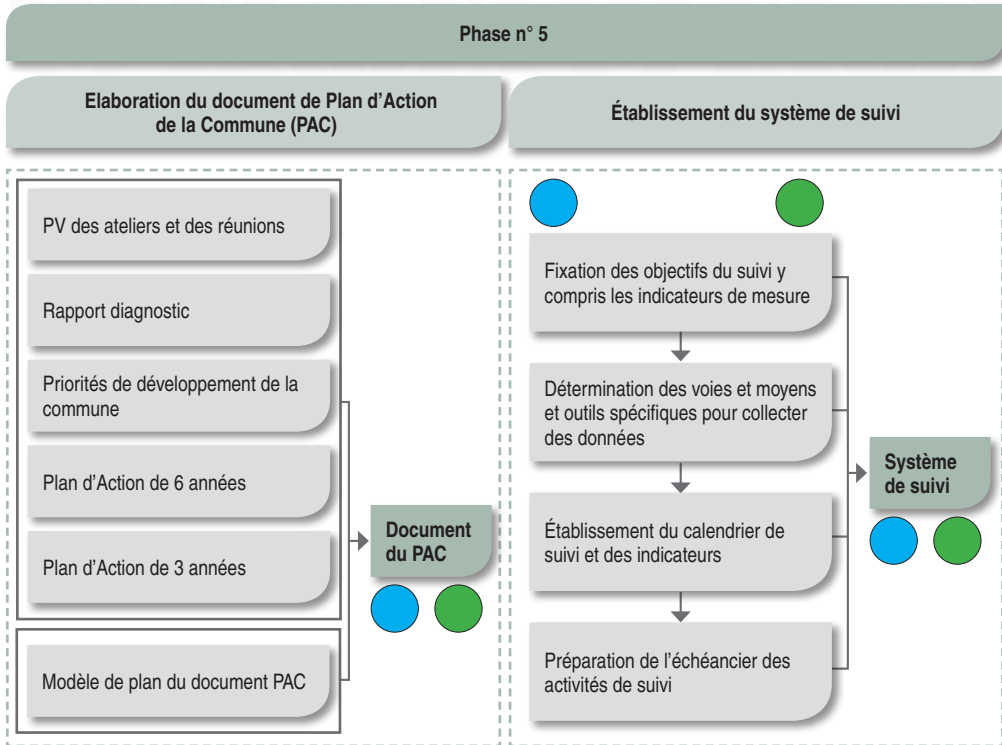 Phase n° 5
Elaboration du document de Plan d'Action
de la Commune (PAC)
PV des ateliers et des réunions
Rapport diagnostic
Priorités de développement de la
commune
Plan d'Action de 6 années
Plan d'Action de 3 années
Modèle de plan du document PAC
Document
du PAC
Établissement du système de suivi
Fixation des objectifs du suivi y
compris les indicateurs de mesure
Détermination des voies et moyens
et outils spécifiques pour collecter
des données
Établissement du calendrier de
suivi et des indicateurs
Préparation de l'échéancier des
activités de suivi
Système
de suivi